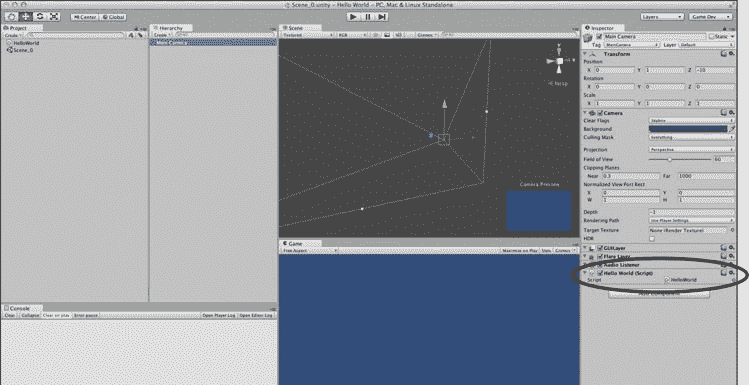 Scene_0.unity – Hello World – PC, Mac & Linux Standalone
Center
Global
Layers
Game Dev
Project
Create
HelloWorld
Scene_0
Hierarchy
Create
Main Camera
Scene
Textured
RGB
Gizmos
Persp
Camera Preview
Game
Free Aspect
Maximize on Play
Stats
Gizmos
Console
Clear
Collapse
Clear on play
Error pause
Open Player Log
Open Editor Log
Inspector
Main Camera
Static
Tag MainCamera Layer Default
Transform
Position
X 0 Y 1 Z -10
Rotation
X 0 Y 0 Z 0
Scale
X 1 Y 1 Z 1
Camera
Clear Flags Skybox
Background
Culling Mask Everything
Projection Perspective
Field of View 60
Clipping Planes
Near 0.3 Far 1000
Normalized View Port Rect
X 0 Y 0
W 1 H 1
Depth -1
Rendering Path Use Player Settings
Target Texture None (Render Texture)
HDR
GUILayer
Flare Layer
Audio Listener
Hello World (Script)
Script HelloWorld
Add Component